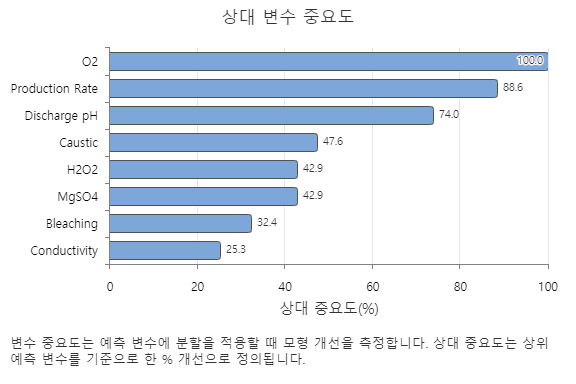 상대 변수 중요도
O2 100.0
Production Rate 88.6
Discharge pH 74.0
Caustic 47.6
H2O2 42.9
MgSO4 42.9
Bleaching 32.4
Conductivity 25.3
0 20 40 60 80 100
상대 중요도(%)
변수 중요도는 예측 변수에 분할을 적용할 때 모형 개선을 측정합니다. 상대 중요도는 상위
예측 변수를 기준으로 한 % 개선으로 정의됩니다.